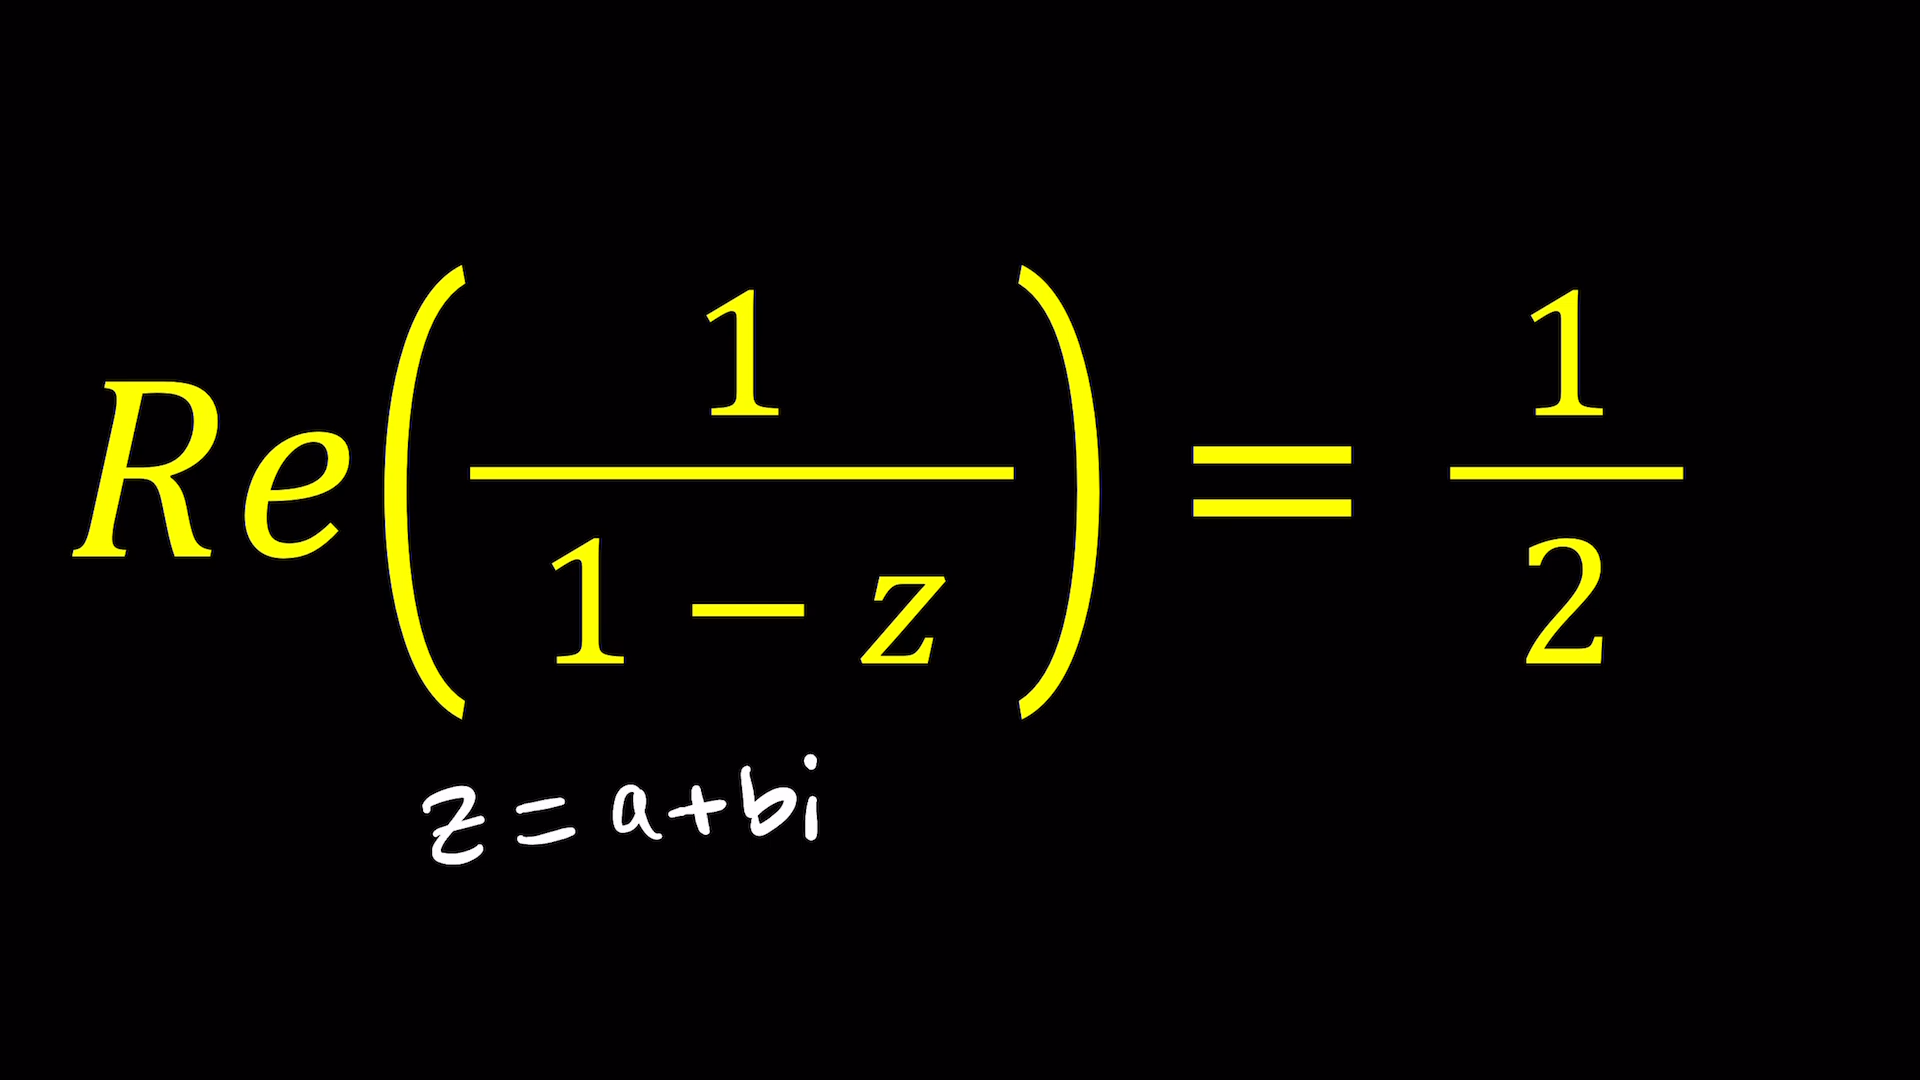 Re(1/(1 − z)) = 1/2
z = a+bi